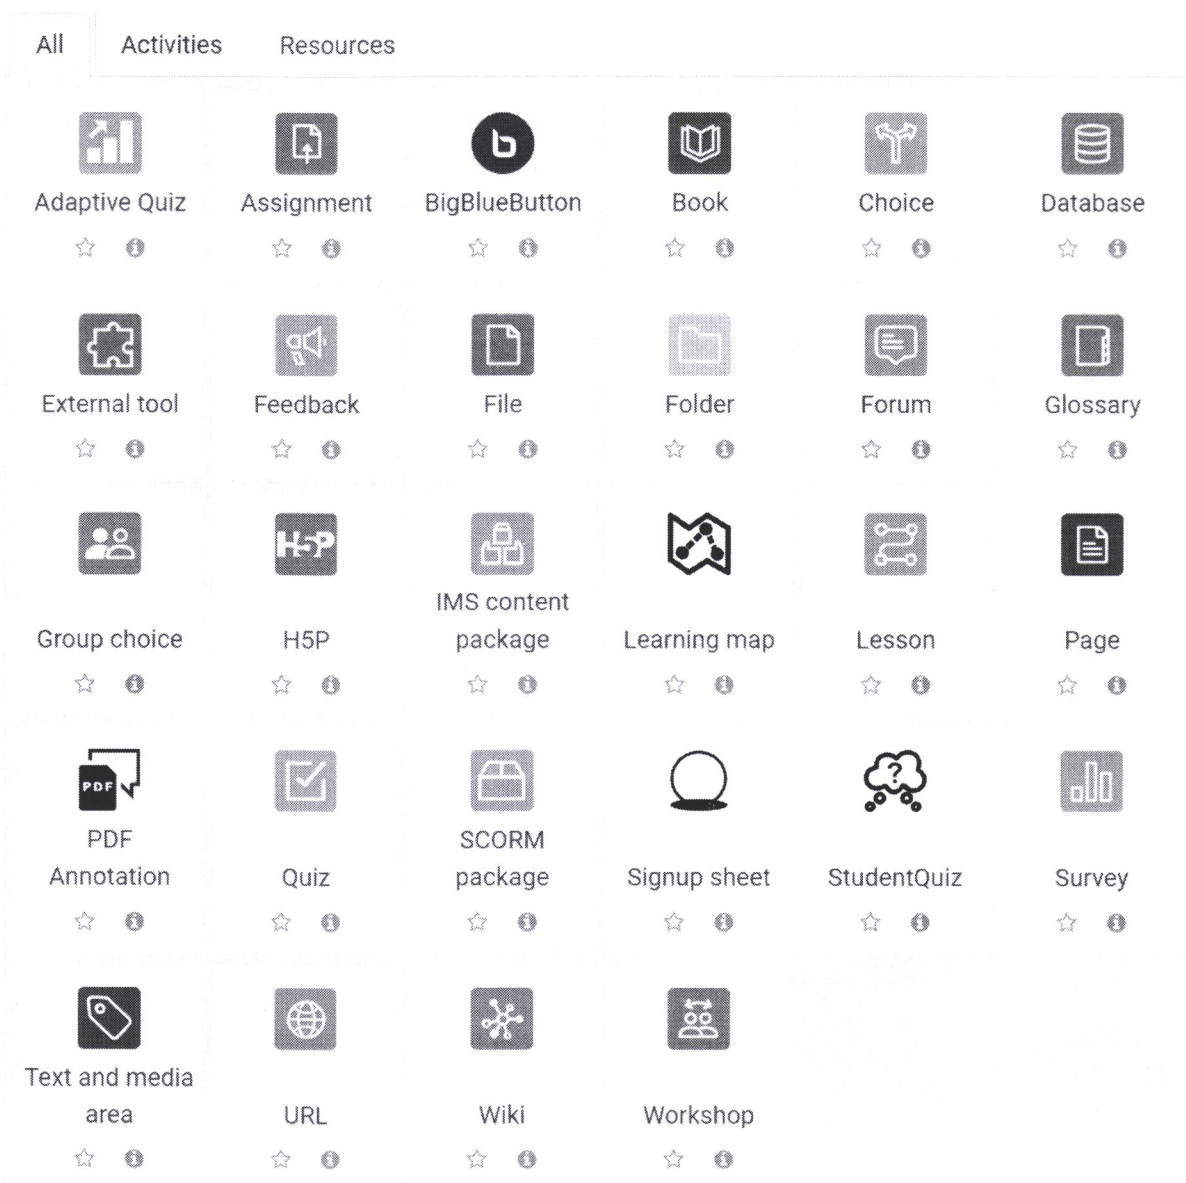 All Activities Resources
Adaptive Quiz Assignment BigBlueButton Book Choice Database
External tool Feedback File Folder Forum Glossary
H5P
IMS content
Group choice H5P package Learning map Lesson Page
PDF
?
PDF SCORM
Annotation Quiz package Signup sheet StudentQuiz Survey
Text and media
area URL Wiki Workshop